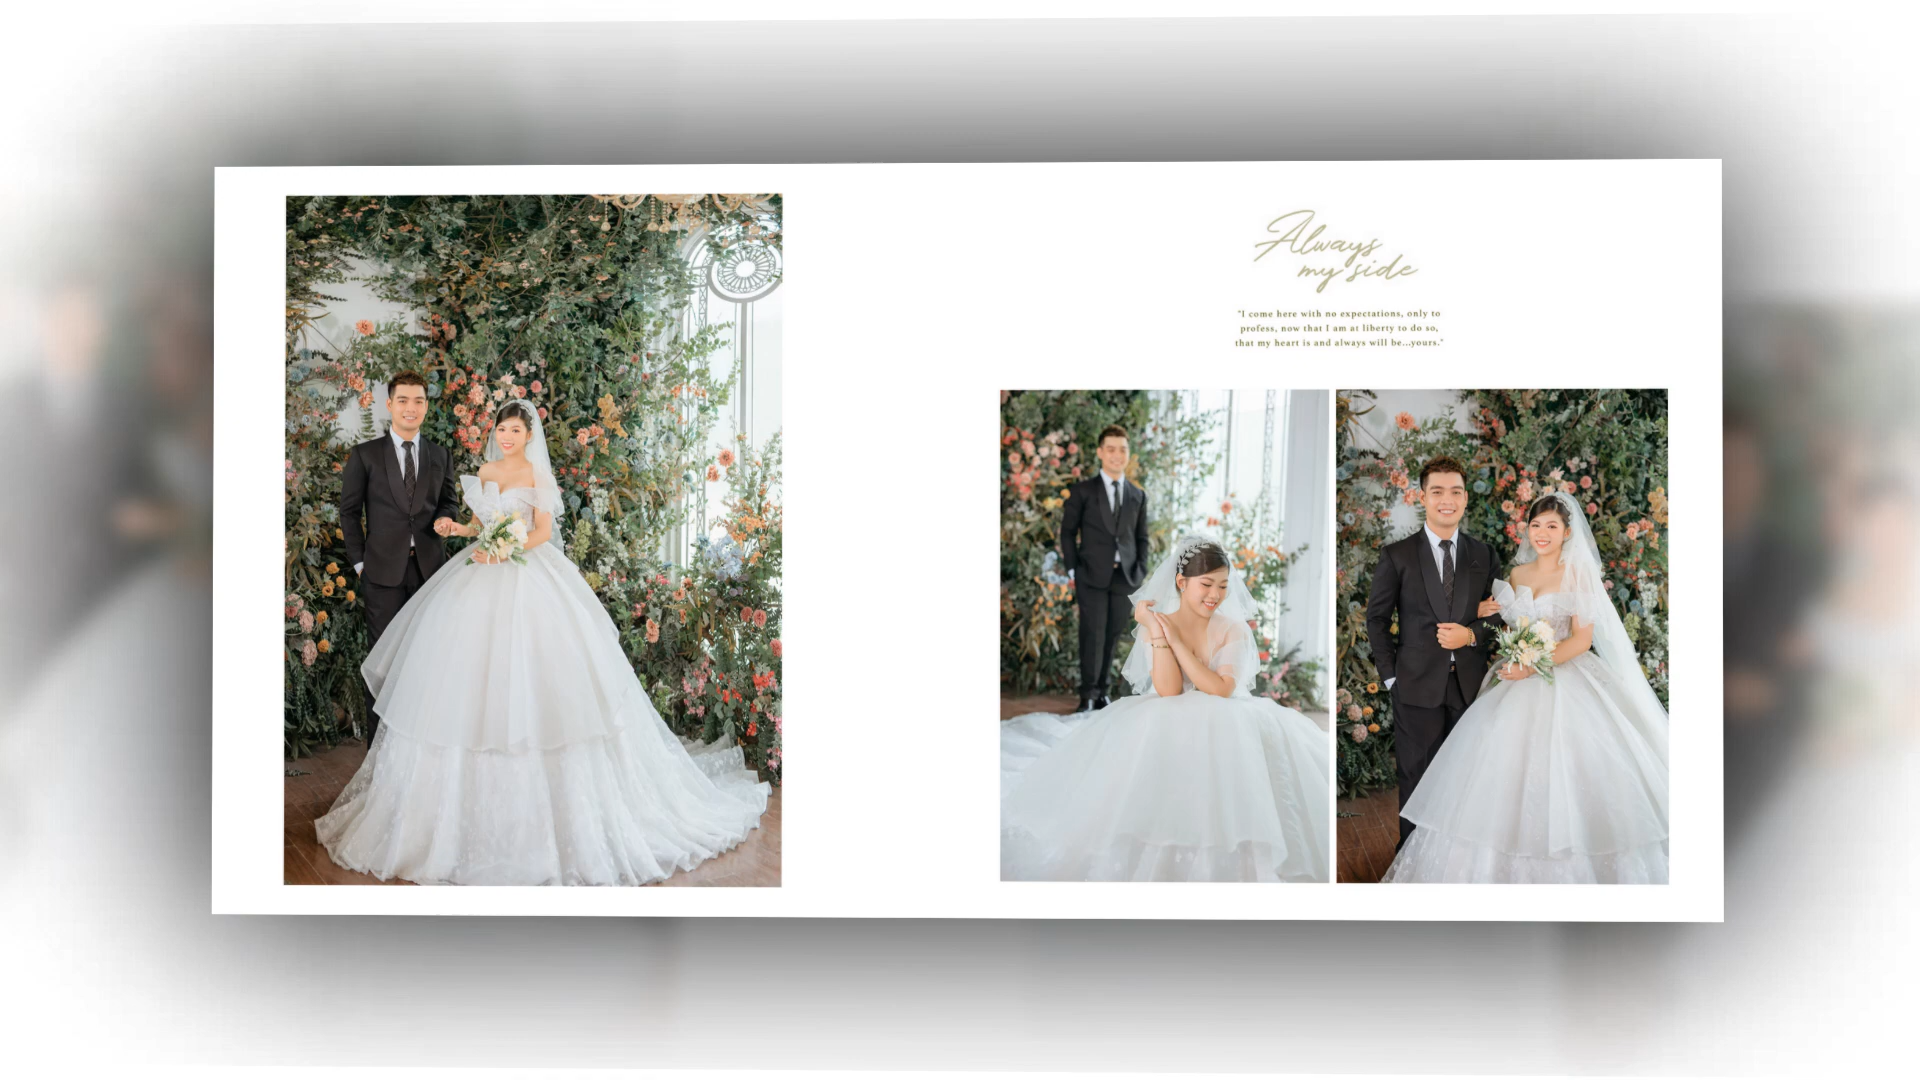 Always
my side
"I come here with no expectations, only to
profess, now that I am at liberty to do so,
that my heart is and always will be...yours."